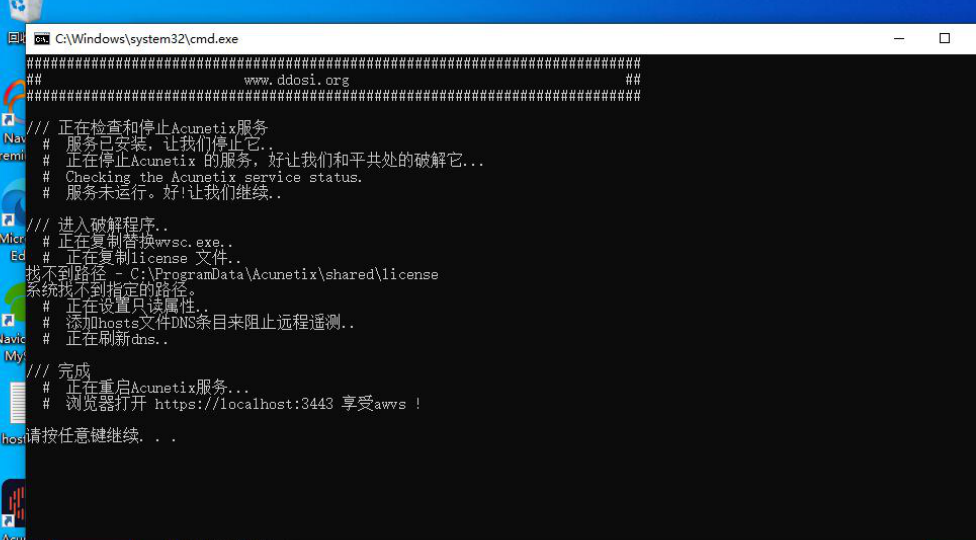 回
C:\Windows\system32\cmd.exe
#############################################################################
## www.ddosi.org ##
#############################################################################
/// 正在检查和停止Acunetix服务
# 服务已安装, 让我们停止它..
# 正在停止Acunetix 的服务, 好让我们和平共处的破解它...
# Checking the Acunetix service status.
# 服务未运行。好!让我们继续..
/// 进入破解程序..
# 正在复制替换wvsc.exe..
# 正在复制license 文件..
找不到路径 - C:\ProgramData\Acunetix\shared\license
系统找不到指定的路径。
# 正在设置只读属性..
# 添加hosts文件DNS条目来阻止远程遥测..
# 正在刷新dns..
/// 完成
# 正在重启Acunetix服务...
# 浏览器打开 https://localhost:3443 享受awvs !
请按任意键继续. . .
Nav
remi
Micr
Ed
Navic
My
host